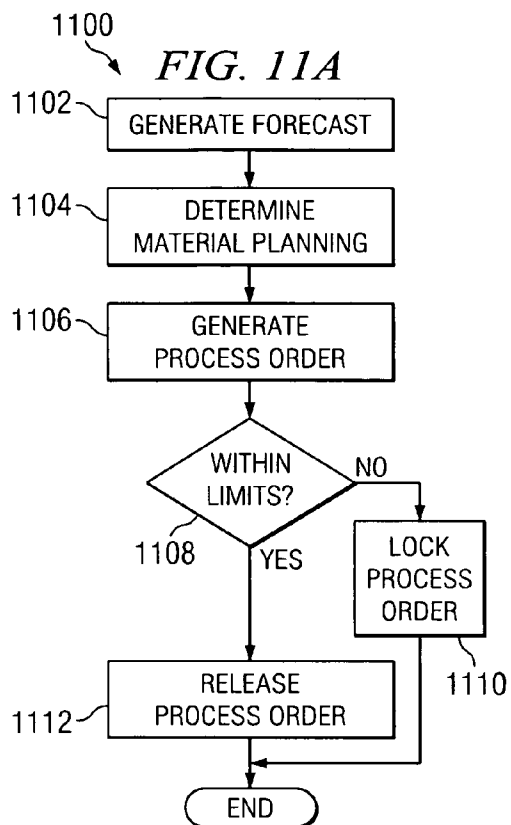 1100
FIG. 11A
1102
GENERATE FORECAST
1104
DETERMINE
MATERIAL PLANNING
1106
GENERATE
PROCESS ORDER
WITHIN
LIMITS?
NO
1108
YES
LOCK
PROCESS
ORDER
1110
RELEASE
PROCESS ORDER
1112
END